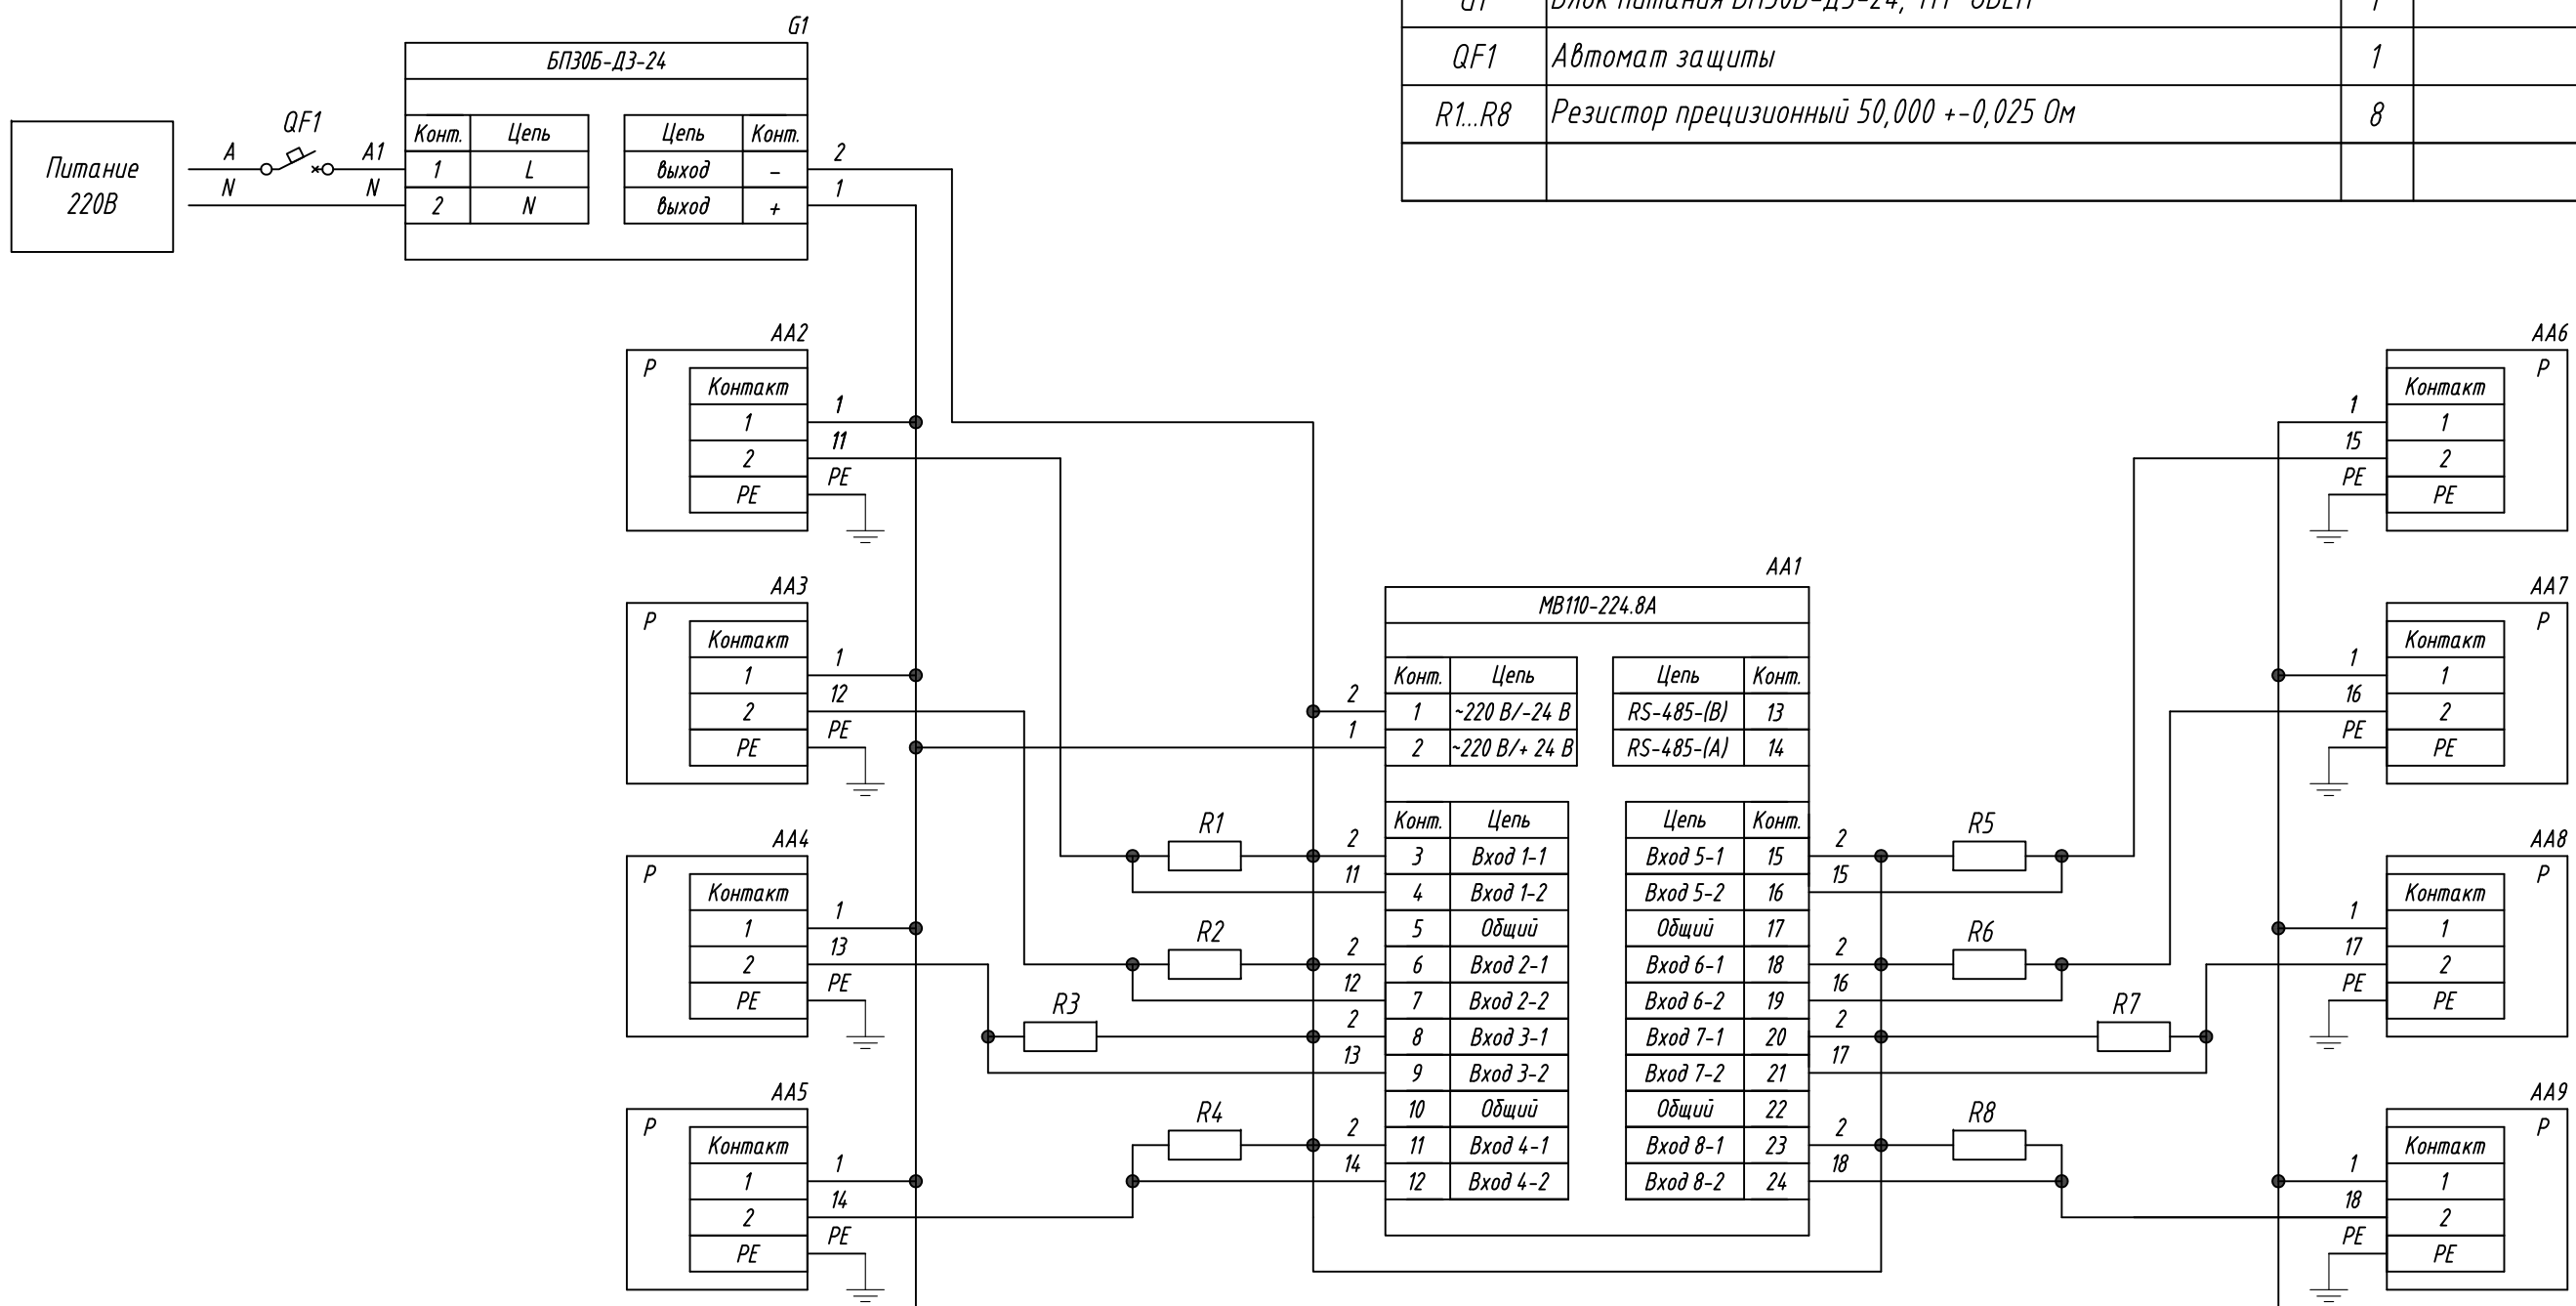 G1 Блок питания БП30Б-Д3-24, ТМ "ОВЕН" 1
QF1 Автомат защиты 1
R1...R8 Резистор прецизионный 50,000 +-0,025 Ом 8
G1
БП30Б-Д3-24
Питание
220В
QF1
A A1
N N
Конт. Цепь Цепь Конт.
1 L выход - 2
2 N выход + 1
AA2
P
Контакт
1 1
2 11
PE PE
AA3
P
Контакт
1 1
2 12
PE PE
AA4
P
Контакт
1 1
2 13
PE PE
AA5
P
Контакт
1 1
2 14
PE PE
AA1
МВ110-224.8А
Конт. Цепь Цепь Конт.
2 1 ~220 В/-24 В RS-485-(B) 13
1 2 ~220 В/+ 24 В RS-485-(A) 14
Конт. Цепь Цепь Конт.
R1 2 3 Вход 1-1 Вход 5-1 15 2 R5
11 4 Вход 1-2 Вход 5-2 16 15
5 Общий Общий 17
R2 2 6 Вход 2-1 Вход 6-1 18 2 R6
12 7 Вход 2-2 Вход 6-2 19 16
R3 2 8 Вход 3-1 Вход 7-1 20 2 R7
13 9 Вход 3-2 Вход 7-2 21 17
10 Общий Общий 22
R4 2 11 Вход 4-1 Вход 8-1 23 2 R8
14 12 Вход 4-2 Вход 8-2 24 18
AA6
P
Контакт
1 1
15 2
PE PE
AA7
P
Контакт
1 1
16 2
PE PE
AA8
P
Контакт
1 1
17 2
PE PE
AA9
P
Контакт
1 1
18 2
PE PE